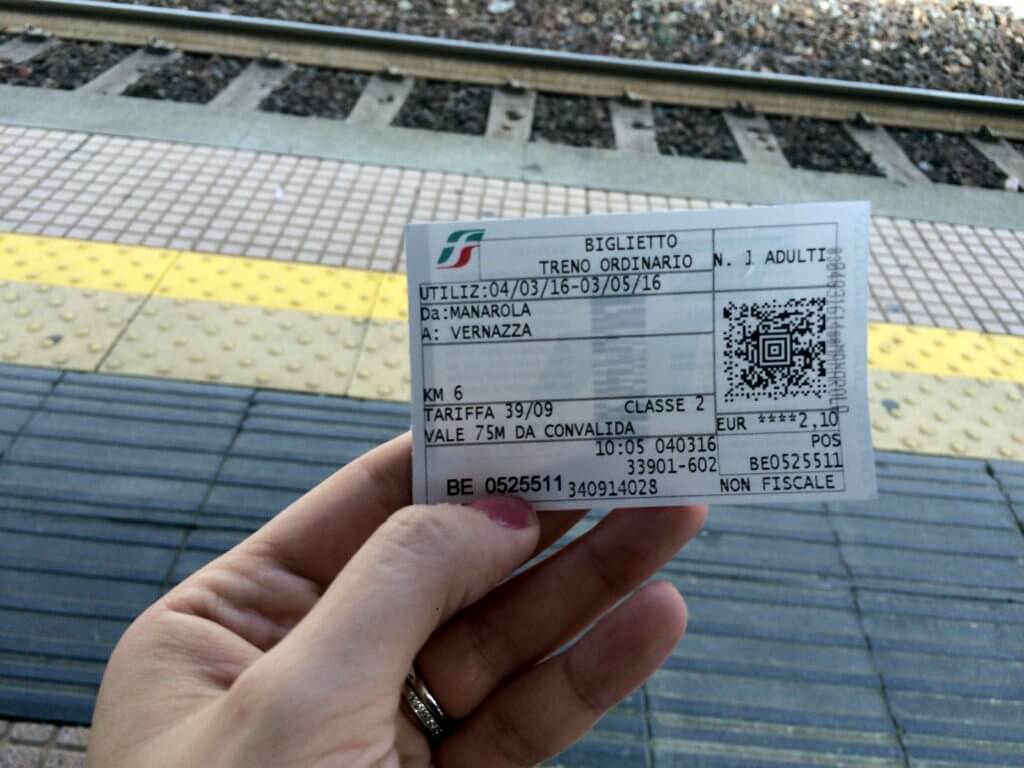 BIGLIETTO
TRENO ORDINARIO
N. 1 ADULTI
UTILIZ:04/03/16-03/05/16
Da:MANAROLA
A: VERNAZZA
KM 6
TARIFFA 39/09 CLASSE 2
VALE 75M DA CONVALIDA
EUR ****2,10
10:05 040316
POS
33901-602
BE0525511
BE 0525511 340914028
NON FISCALE